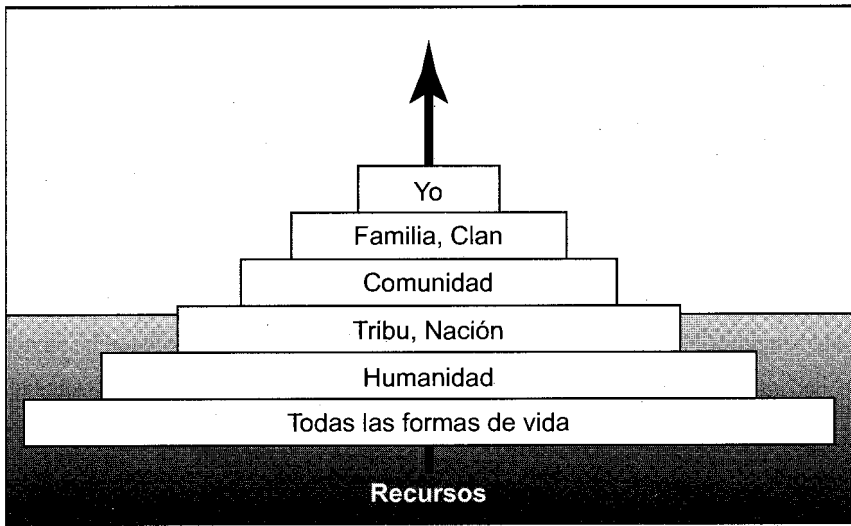 Yo
Familia, Clan
Comunidad
Tribu, Nación
Humanidad
Todas las formas de vida
Recursos